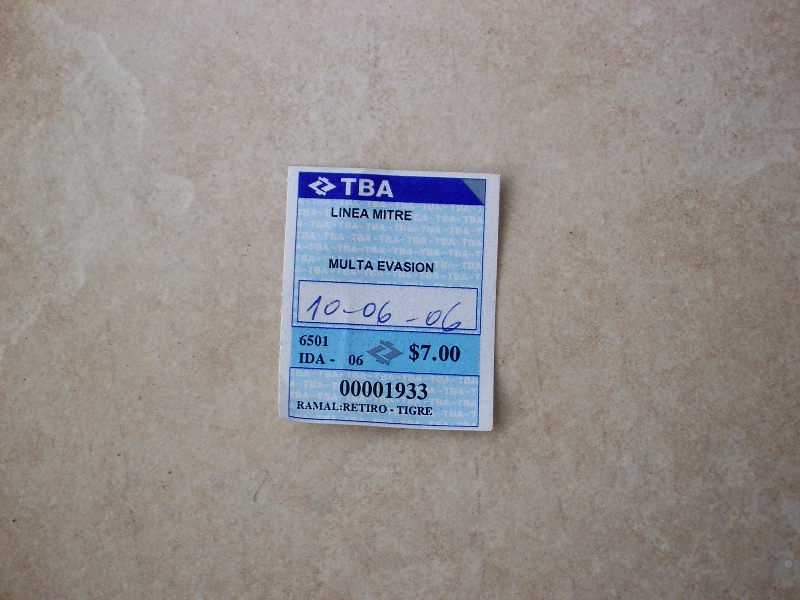 TBA
LINEA MITRE
MULTA EVASION
10-06-06
6501
IDA - 06 $7.00
00001933
RAMAL:RETIRO - TIGRE